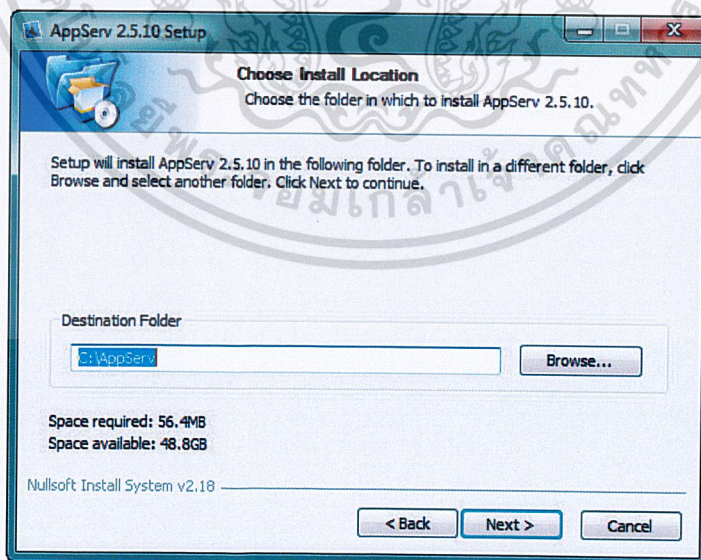 AppServ 2.5.10 Setup
Choose Install Location
Choose the folder in which to install AppServ 2.5.10.
Setup will install AppServ 2.5.10 in the following folder. To install in a different folder, click
Browse and select another folder. Click Next to continue.
Destination Folder
C:\AppServ
Browse...
Space required: 56.4MB
Space available: 48.8GB
Nullsoft Install System v2.18
< Back
Next >
Cancel